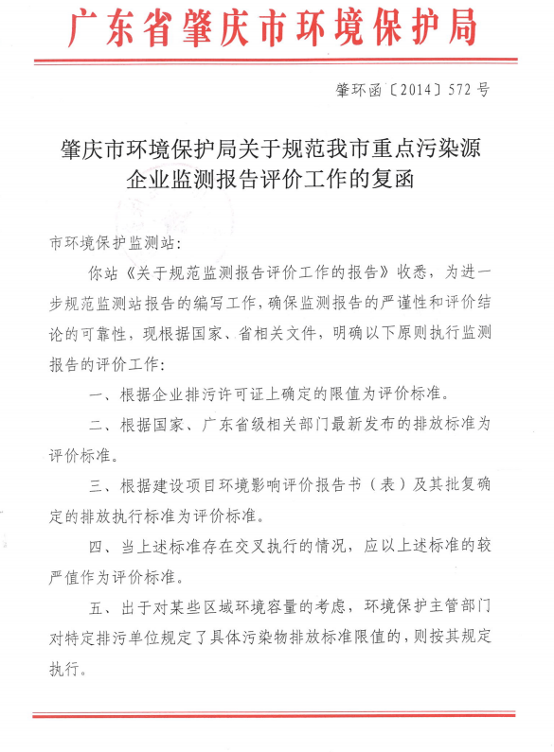 广东省肇庆市环境保护局
肇环函〔2014〕572 号
肇庆市环境保护局关于规范我市重点污染源
企业监测报告评价工作的复函
市环境保护监测站：
你站《关于规范监测报告评价工作的报告》收悉，为进一
步规范监测站报告的编写工作，确保监测报告的严谨性和评价结
论的可靠性，现根据国家、省相关文件，明确以下原则执行监测
报告的评价工作：
一、根据企业排污许可证上确定的限值为评价标准。
二、根据国家、广东省级相关部门最新发布的排放标准为
评价标准。
三、根据建设项目环境影响评价报告书（表）及其批复确
定的排放执行标准为评价标准。
四、当上述标准存在交叉执行的情况，应以上述标准的较
严值作为评价标准。
五、出于对某些区域环境容量的考虑，环境保护主管部门
对特定排污单位规定了具体污染物排放标准限值的，则按其规定
执行。